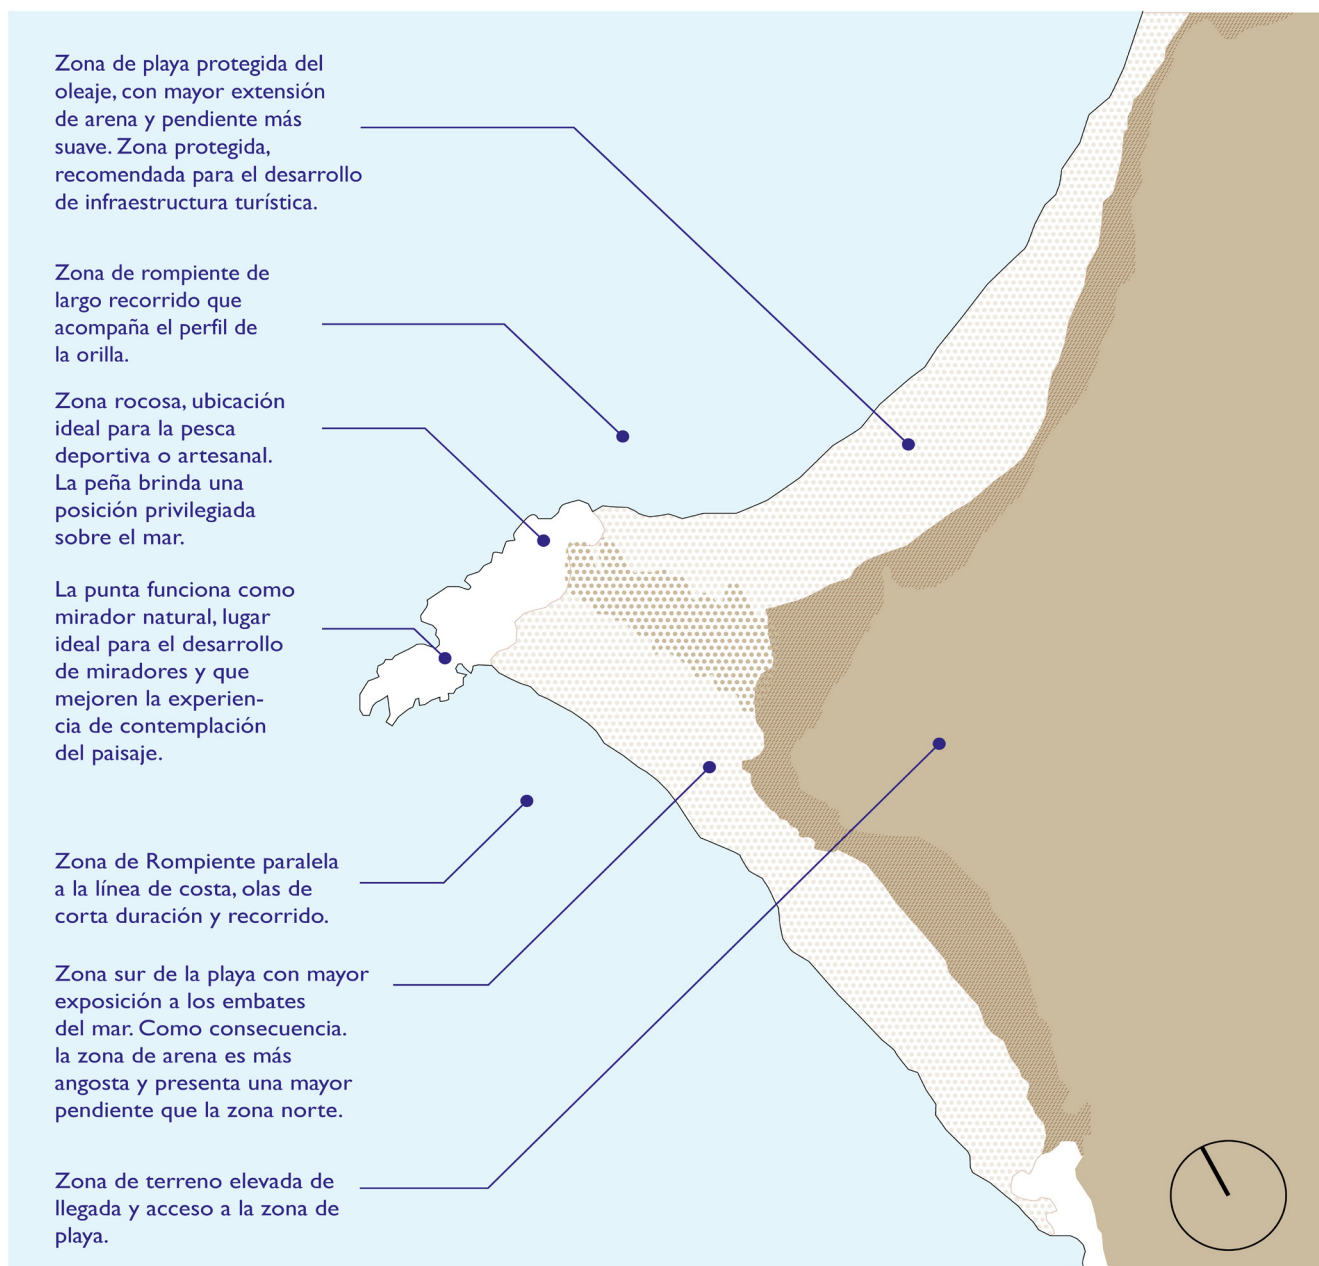 Zona de playa protegida del
oleaje, con mayor extensión
de arena y pendiente más
suave. Zona protegida,
recomendada para el desarrollo
de infraestructura turística.
Zona de rompiente de
largo recorrido que
acompaña el perfil de
la orilla.
Zona rocosa, ubicación
ideal para la pesca
deportiva o artesanal.
La peña brinda una
posición privilegiada
sobre el mar.
La punta funciona como
mirador natural, lugar
ideal para el desarrollo
de miradores y que
mejoren la experien-
cia de contemplación
del paisaje.
Zona de Rompiente paralela
a la línea de costa, olas de
corta duración y recorrido.
Zona sur de la playa con mayor
exposición a los embates
del mar. Como consecuencia.
la zona de arena es más
angosta y presenta una mayor
pendiente que la zona norte.
Zona de terreno elevada de
llegada y acceso a la zona de
playa.